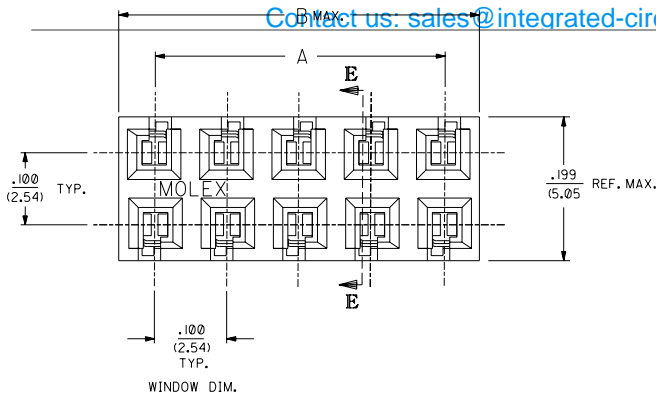 Contact us: sales@integrated-circ
B MAX.
A
E
.100
(2.54) TYP.
MOLEX
.199
(5.05 REF. MAX.
E
.100
(2.54)
TYP.
WINDOW DIM.